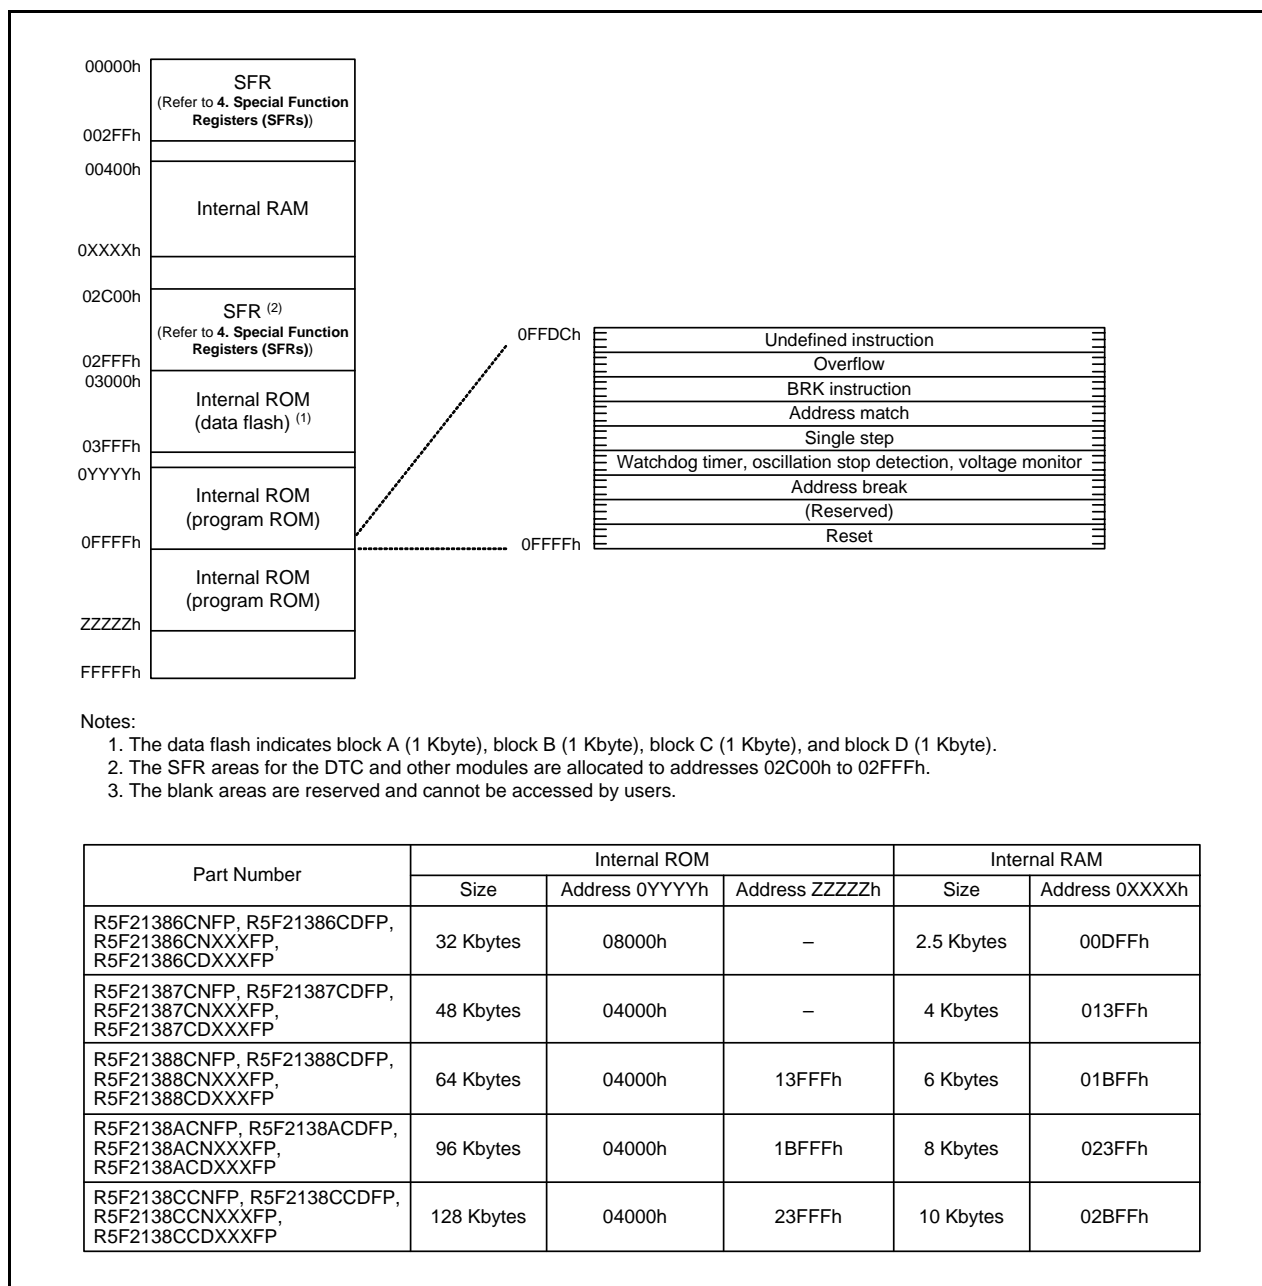 00000h
SFR
(Refer to 4. Special Function
Registers (SFRs))
002FFh
00400h
Internal RAM
0XXXXh
02C00h
SFR (2)
(Refer to 4. Special Function
Registers (SFRs))
02FFFh
03000h
Internal ROM
(data flash) (1)
03FFFh
0YYYYh
Internal ROM
(program ROM)
0FFFFh
Internal ROM
(program ROM)
ZZZZZh
FFFFFh
0FFDCh
Undefined instruction
Overflow
BRK instruction
Address match
Single step
Watchdog timer, oscillation stop detection, voltage monitor
Address break
(Reserved)
Reset
0FFFFh
Notes:
1. The data flash indicates block A (1 Kbyte), block B (1 Kbyte), block C (1 Kbyte), and block D (1 Kbyte).
2. The SFR areas for the DTC and other modules are allocated to addresses 02C00h to 02FFFh.
3. The blank areas are reserved and cannot be accessed by users.
Part Number Internal ROM Internal RAM
Size Address 0YYYYh Address ZZZZZh Size Address 0XXXXh
R5F21386CNFP, R5F21386CDFP,
R5F21386CNXXXFP,
R5F21386CDXXXFP
32 Kbytes 08000h – 2.5 Kbytes 00DFFh
R5F21387CNFP, R5F21387CDFP,
R5F21387CNXXXFP,
R5F21387CDXXXFP
48 Kbytes 04000h – 4 Kbytes 013FFh
R5F21388CNFP, R5F21388CDFP,
R5F21388CNXXXFP,
R5F21388CDXXXFP
64 Kbytes 04000h 13FFFh 6 Kbytes 01BFFh
R5F2138ACNFP, R5F2138ACDFP,
R5F2138ACNXXXFP,
R5F2138ACDXXXFP
96 Kbytes 04000h 1BFFFh 8 Kbytes 023FFh
R5F2138CCNFP, R5F2138CCDFP,
R5F2138CCNXXXFP,
R5F2138CCDXXXFP
128 Kbytes 04000h 23FFFh 10 Kbytes 02BFFh